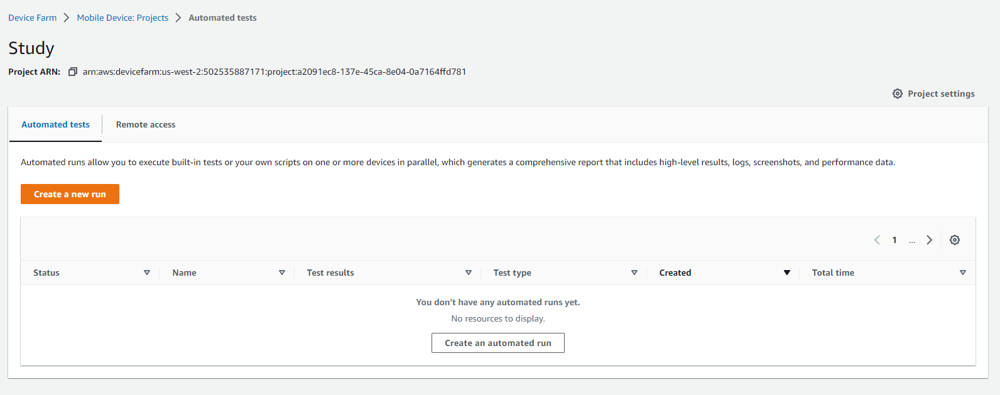 Device Farm > Mobile Device: Projects > Automated tests
Study
Project ARN: arn:aws:devicefarm:us-west-2:502535887171:project:a2091ec8-137e-45ca-8e04-0a7164ffd781
Project settings
Automated tests Remote access
Automated runs allow you to execute built-in tests or your own scripts on one or more devices in parallel, which generates a comprehensive report that includes high-level results, logs, screenshots, and performance data.
Create a new run
< 1 ... >
Status Name Test results Test type Created Total time
You don't have any automated runs yet.
No resources to display.
Create an automated run